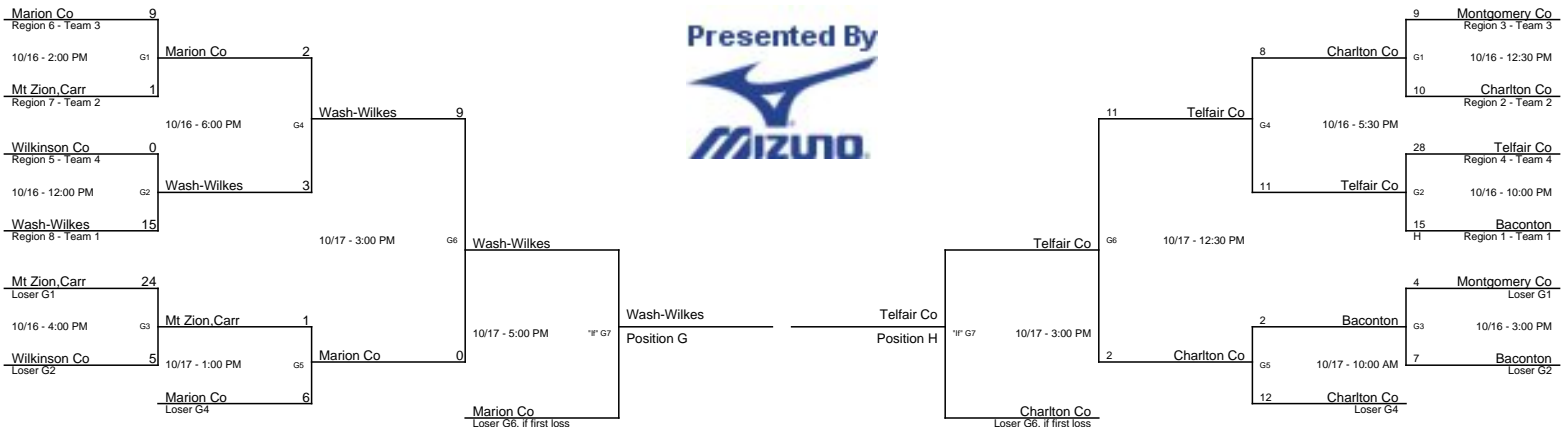 Marion Co 9
Region 6 - Team 3
10/16 - 2:00 PM G1
Mt Zion,Carr 1
Region 7 - Team 2
Wilkinson Co 0
Region 5 - Team 4
10/16 - 12:00 PM G2
Wash-Wilkes 15
Region 8 - Team 1
Mt Zion,Carr 24
Loser G1
10/16 - 4:00 PM G3
Wilkinson Co 5
Loser G2
Marion Co 2
10/16 - 6:00 PM G4
Wash-Wilkes 3
Mt Zion,Carr 1
10/17 - 1:00 PM G5
Marion Co 6
Loser G4
Wash-Wilkes 9
10/17 - 3:00 PM G6
Marion Co 0
Wash-Wilkes
10/17 - 5:00 PM "If" G7
Marion Co
Loser G6, if first loss
Wash-Wilkes
Position G
Presented By
MIZUNO
Telfair Co
Position H
Telfair Co
"If" G7 10/17 - 3:00 PM
Charlton Co
Loser G6, if first loss
11 Telfair Co
G6 10/17 - 12:30 PM
2 Charlton Co
8 Charlton Co
G4 10/16 - 5:30 PM
11 Telfair Co
2 Baconton
G5 10/17 - 10:00 AM
12 Charlton Co
Loser G4
9 Montgomery Co
Region 3 - Team 3
G1 10/16 - 12:30 PM
10 Charlton Co
Region 2 - Team 2
28 Telfair Co
Region 4 - Team 4
G2 10/16 - 10:00 PM
15 Baconton
H Region 1 - Team 1
4 Montgomery Co
Loser G1
G3 10/16 - 3:00 PM
7 Baconton
Loser G2